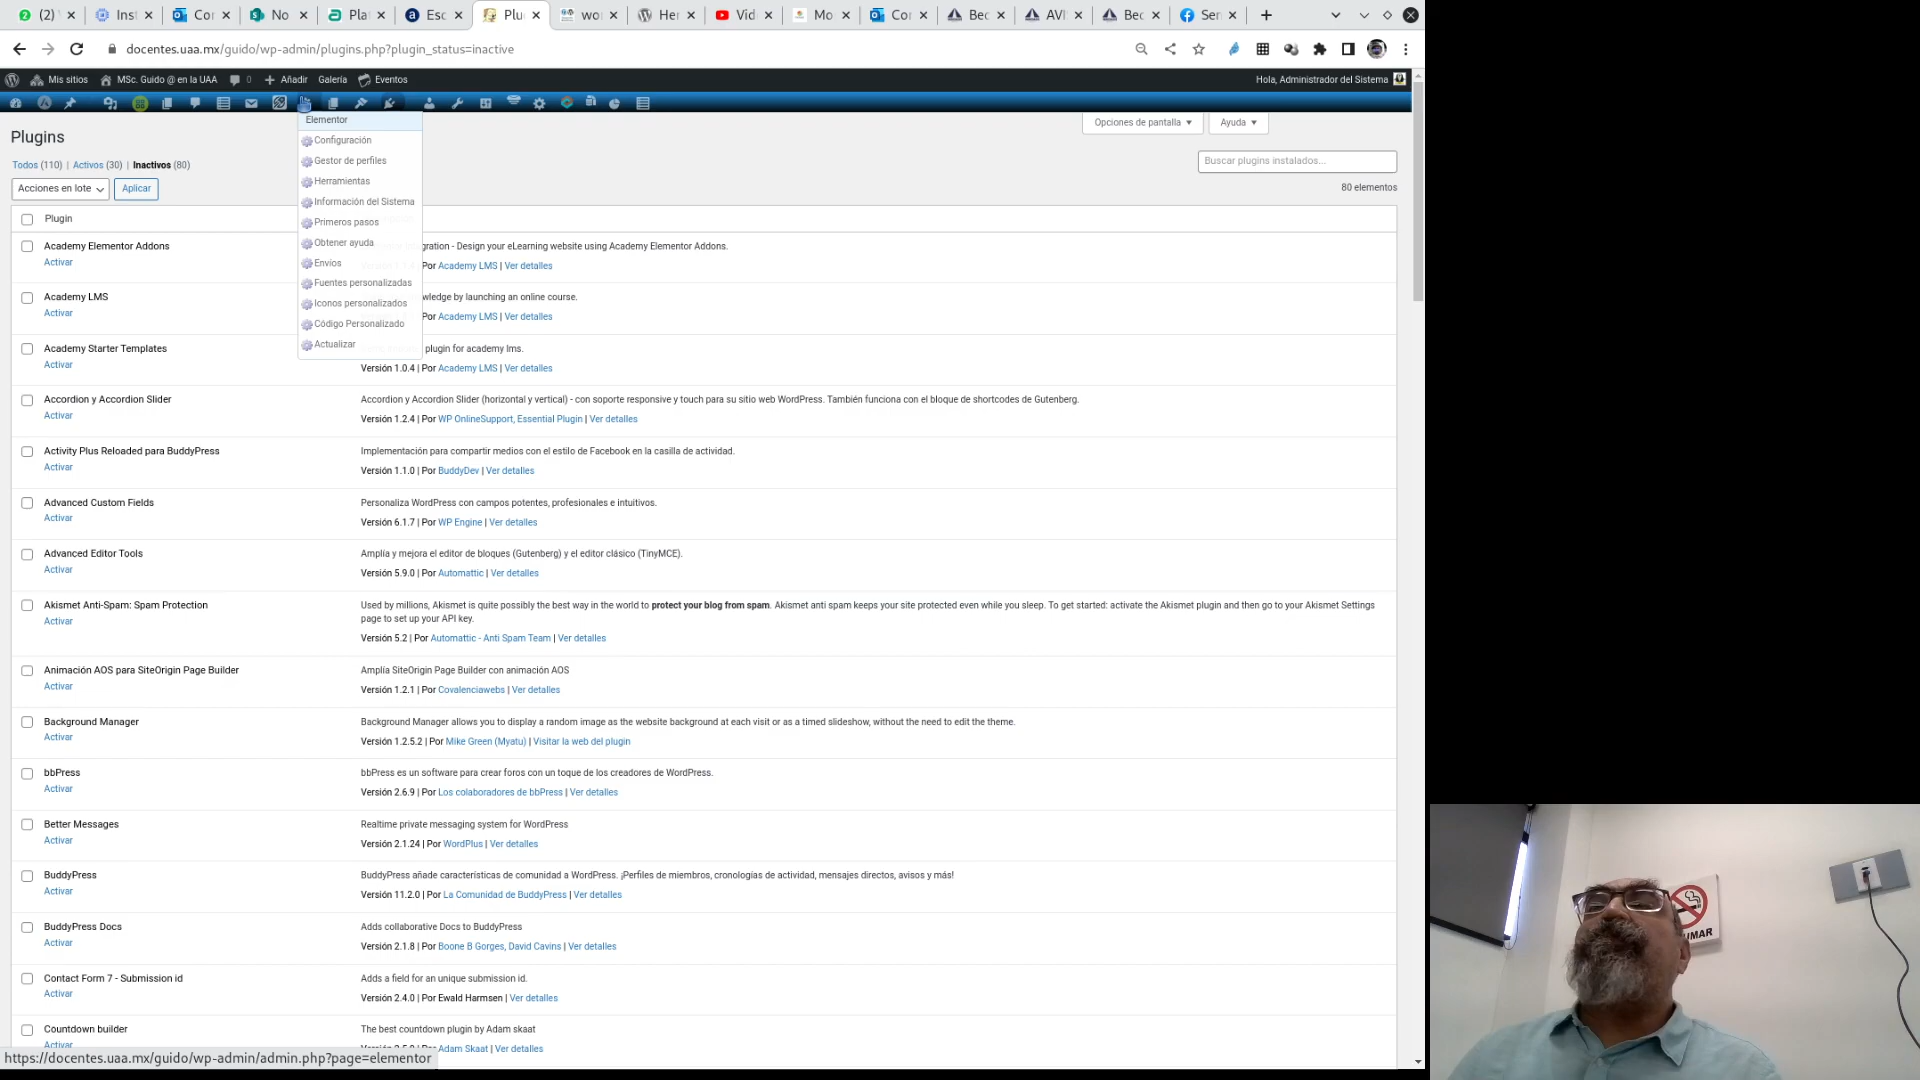 (2)
Inst
Cor
No
Plat
Esc
Plu
wor
Her
Vid
Mo
Cor
Bec
AVI
Bec
Ser
docentes.uaa.mx/guido/wp-admin/plugins.php?plugin_status=inactive
Mis sitios
MSc. Guido @ en la UAA
0
Añadir
Galería
Eventos
Hola, Administrador del Sistema
Elementor
Configuración
Gestor de perfiles
Herramientas
Información del Sistema
Primeros pasos
Obtener ayuda
Envíos
Fuentes personalizadas
Iconos personalizados
Código Personalizado
Actualizar
Plugins
Opciones de pantalla
Ayuda
Todos (110) | Activos (30) | Inactivos (80)
Buscar plugins instalados...
Acciones en lote
Aplicar
80 elementos
Plugin
Academy Elementor Addons
Activar
gration - Design your eLearning website using Academy Elementor Addons.
| Por Academy LMS | Ver detalles
Academy LMS
Activar
wledge by launching an online course.
Por Academy LMS | Ver detalles
Academy Starter Templates
Activar
plugin for academy lms.
Versión 1.0.4 | Por Academy LMS | Ver detalles
Accordion y Accordion Slider
Activar
Accordion y Accordion Slider (horizontal y vertical) - con soporte responsive y touch para su sitio web WordPress. También funciona con el bloque de shortcodes de Gutenberg.
Versión 1.2.4 | Por WP OnlineSupport, Essential Plugin | Ver detalles
Activity Plus Reloaded para BuddyPress
Activar
Implementación para compartir medios con el estilo de Facebook en la casilla de actividad.
Versión 1.1.0 | Por BuddyDev | Ver detalles
Advanced Custom Fields
Activar
Personaliza WordPress con campos potentes, profesionales e intuitivos.
Versión 6.1.7 | Por WP Engine | Ver detalles
Advanced Editor Tools
Activar
Amplía y mejora el editor de bloques (Gutenberg) y el editor clásico (TinyMCE).
Versión 5.9.0 | Por Automattic | Ver detalles
Akismet Anti-Spam: Spam Protection
Activar
Used by millions, Akismet is quite possibly the best way in the world to protect your blog from spam. Akismet anti spam keeps your site protected even while you sleep. To get started: activate the Akismet plugin and then go to your Akismet Settings
page to set up your API key.
Versión 5.2 | Por Automattic - Anti Spam Team | Ver detalles
Animación AOS para SiteOrigin Page Builder
Activar
Amplía SiteOrigin Page Builder con animación AOS
Versión 1.2.1 | Por Covalenciawebs | Ver detalles
Background Manager
Activar
Background Manager allows you to display a random image as the website background at each visit or as a timed slideshow, without the need to edit the theme.
Versión 1.2.5.2 | Por Mike Green (Myatu) | Visitar la web del plugin
bbPress
Activar
bbPress es un software para crear foros con un toque de los creadores de WordPress.
Versión 2.6.9 | Por Los colaboradores de bbPress | Ver detalles
Better Messages
Activar
Realtime private messaging system for WordPress
Versión 2.1.24 | Por WordPlus | Ver detalles
BuddyPress
Activar
BuddyPress añade características de comunidad a WordPress. ¡Perfiles de miembros, cronologías de actividad, mensajes directos, avisos y más!
Versión 11.2.0 | Por La Comunidad de BuddyPress | Ver detalles
BuddyPress Docs
Activar
Adds collaborative Docs to BuddyPress
Versión 2.1.8 | Por Boone B Gorges, David Cavins | Ver detalles
Contact Form 7 - Submission id
Activar
Adds a field for an unique submission id.
Versión 2.4.0 | Por Ewald Harmsen | Ver detalles
Countdown builder
Activar
The best countdown plugin by Adam skaat
Adam Skaat | Ver detalles
https://docentes.uaa.mx/guido/wp-admin/admin.php?page=elementor
UMAR